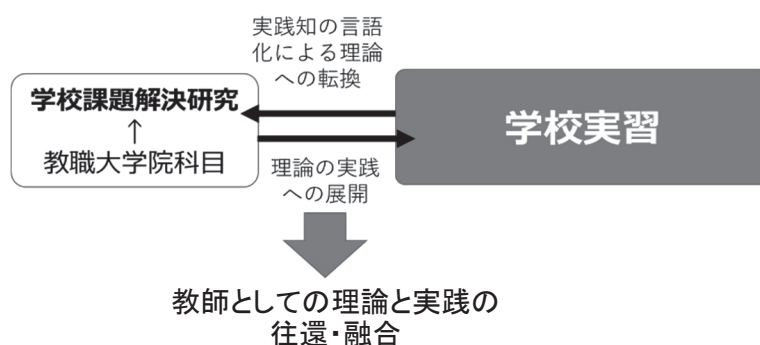 実践知の言語
化による理論
への転換
学校課題解決研究
↑
教職大学院科目
学校実習
理論の実践
への展開
教師としての理論と実践の
往還・融合